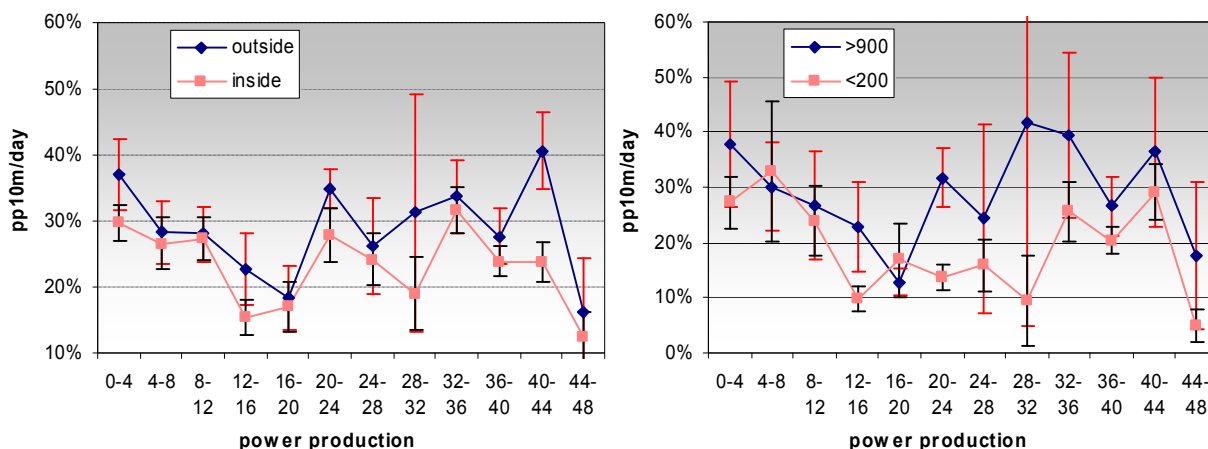 60%
50%
40%
30%
20%
10%
pp10m/day
outside
inside
0-4 4-8 8- 12- 16- 20- 24- 28- 32- 36- 40- 44-
12 16 20 24 28 32 36 40 44 48
power production
60%
50%
40%
30%
20%
10%
0%
pp10m/day
>900
<200
0-4 4-8 8- 12- 16- 20- 24- 28- 32- 36- 40- 44-
12 16 20 24 28 32 36 40 44 48
power production